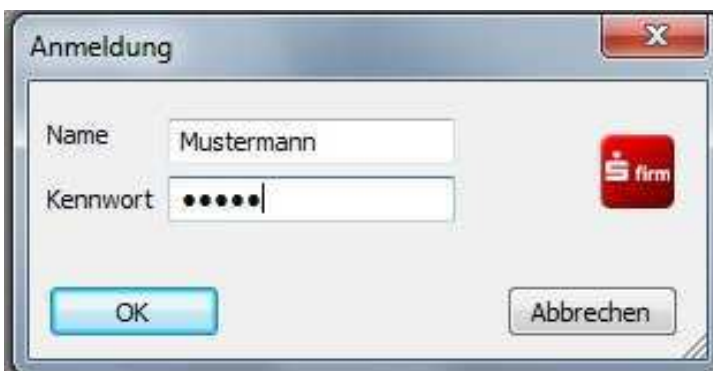 Anmeldung
Name Mustermann
Kennwort •••••
S firm
OK Abbrechen